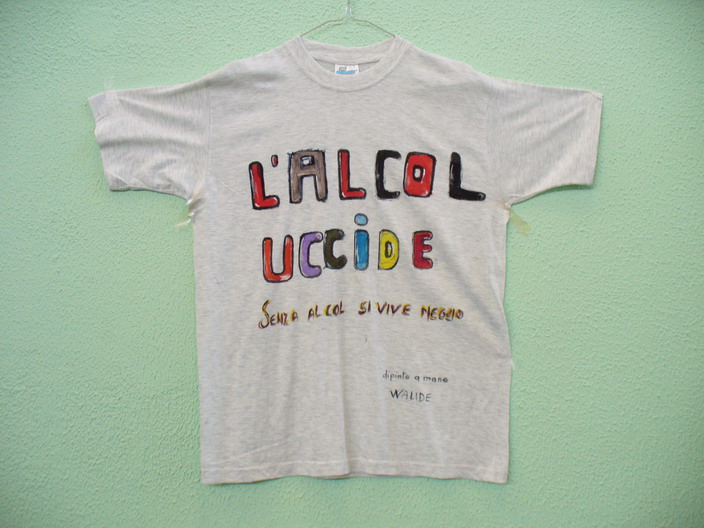 L'ALCOL
UCCIDE
SENZA ALCOL SI VIVE MEGLIO
dipinto a mano
WALIDE